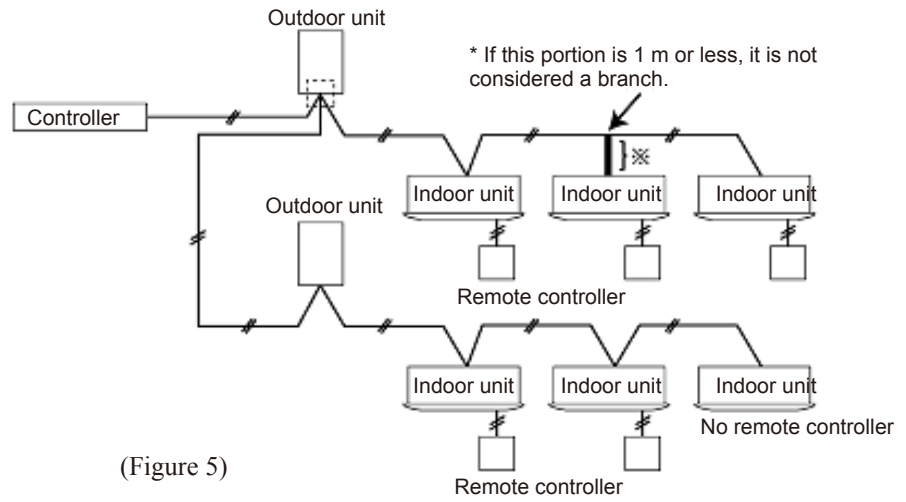 Outdoor unit
* If this portion is 1 m or less, it is not
considered a branch.
Controller
※
Indoor unit
Indoor unit
Indoor unit
Outdoor unit
Remote controller
Indoor unit
Indoor unit
Indoor unit
No remote controller
(Figure 5)
Remote controller